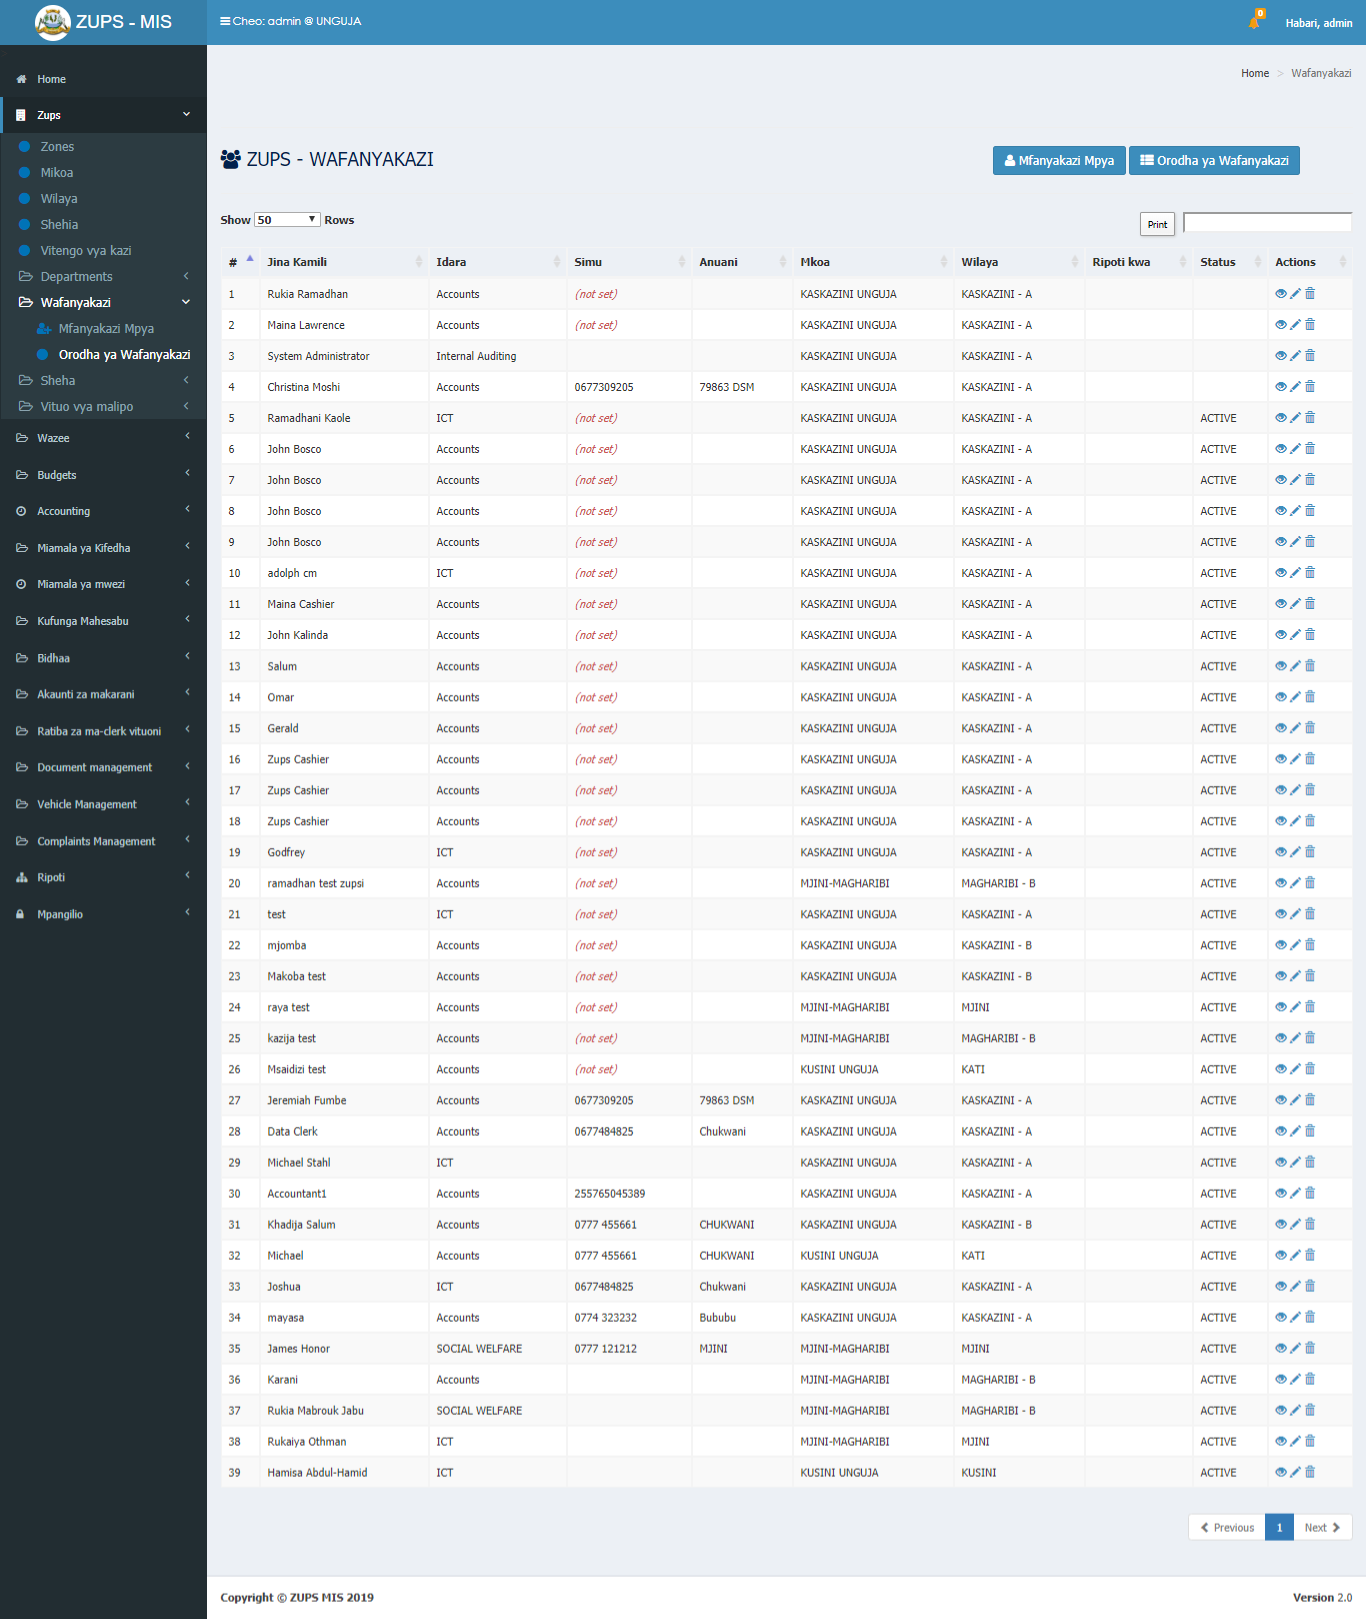 ZUPS - MIS
Cheo: admin @ UNGUJA
0
Habari, admin
Home
Zups
Zones
Mikoa
Wilaya
Shehia
Vitengo vya kazi
Departments
Wafanyakazi
Mfanyakazi Mpya
Orodha ya Wafanyakazi
Sheha
Vituo vya malipo
Wazee
Budgets
Accounting
Miamala ya Kifedha
Miamala ya mwezi
Kufunga Mahesabu
Bidhaa
Akaunti za makarani
Ratiba za ma-clerk vituoni
Document management
Vehicle Management
Complaints Management
Ripoti
Mpangilio
Home > Wafanyakazi
ZUPS - WAFANYAKAZI
Mfanyakazi Mpya
Orodha ya Wafanyakazi
Show 50 Rows
Print
# Jina Kamili Idara Simu Anuani Mkoa Wilaya Ripoti kwa Status Actions
1 Rukia Ramadhan Accounts (not set) KASKAZINI UNGUJA KASKAZINI - A
2 Maina Lawrence Accounts (not set) KASKAZINI UNGUJA KASKAZINI - A
3 System Administrator Internal Auditing KASKAZINI UNGUJA KASKAZINI - A
4 Christina Moshi Accounts 0677309205 79863 DSM KASKAZINI UNGUJA KASKAZINI - A
5 Ramadhani Kaole ICT (not set) KASKAZINI UNGUJA KASKAZINI - A ACTIVE
6 John Bosco Accounts (not set) KASKAZINI UNGUJA KASKAZINI - A ACTIVE
7 John Bosco Accounts (not set) KASKAZINI UNGUJA KASKAZINI - A ACTIVE
8 John Bosco Accounts (not set) KASKAZINI UNGUJA KASKAZINI - A ACTIVE
9 John Bosco Accounts (not set) KASKAZINI UNGUJA KASKAZINI - A ACTIVE
10 adolph cm ICT (not set) KASKAZINI UNGUJA KASKAZINI - A ACTIVE
11 Maina Cashier Accounts (not set) KASKAZINI UNGUJA KASKAZINI - A ACTIVE
12 John Kalinda Accounts (not set) KASKAZINI UNGUJA KASKAZINI - A ACTIVE
13 Salum Accounts (not set) KASKAZINI UNGUJA KASKAZINI - A ACTIVE
14 Omar Accounts (not set) KASKAZINI UNGUJA KASKAZINI - A ACTIVE
15 Gerald Accounts (not set) KASKAZINI UNGUJA KASKAZINI - A ACTIVE
16 Zups Cashier Accounts (not set) KASKAZINI UNGUJA KASKAZINI - A ACTIVE
17 Zups Cashier Accounts (not set) KASKAZINI UNGUJA KASKAZINI - A ACTIVE
18 Zups Cashier Accounts (not set) KASKAZINI UNGUJA KASKAZINI - A ACTIVE
19 Godfrey ICT (not set) KASKAZINI UNGUJA KASKAZINI - A ACTIVE
20 ramadhan test zupsi Accounts (not set) MJINI-MAGHARIBI MAGHARIBI - B ACTIVE
21 test ICT (not set) KASKAZINI UNGUJA KASKAZINI - A ACTIVE
22 mjomba Accounts (not set) KASKAZINI UNGUJA KASKAZINI - B ACTIVE
23 Makoba test Accounts (not set) KASKAZINI UNGUJA KASKAZINI - B ACTIVE
24 raya test Accounts (not set) MJINI-MAGHARIBI MJINI ACTIVE
25 kazija test Accounts (not set) MJINI-MAGHARIBI MAGHARIBI - B ACTIVE
26 Msaidizi test Accounts (not set) KUSINI UNGUJA KATI ACTIVE
27 Jeremiah Fumbe Accounts 0677309205 79863 DSM KASKAZINI UNGUJA KASKAZINI - A ACTIVE
28 Data Clerk Accounts 0677484825 Chukwani KASKAZINI UNGUJA KASKAZINI - A ACTIVE
29 Michael Stahl ICT KASKAZINI UNGUJA KASKAZINI - A ACTIVE
30 Accountant1 Accounts 255765045389 KASKAZINI UNGUJA KASKAZINI - A ACTIVE
31 Khadija Salum Accounts 0777 455661 CHUKWANI KASKAZINI UNGUJA KASKAZINI - B ACTIVE
32 Michael Accounts 0777 455661 CHUKWANI KUSINI UNGUJA KATI ACTIVE
33 Joshua ICT 0677484825 Chukwani KASKAZINI UNGUJA KASKAZINI - A ACTIVE
34 mayasa Accounts 0774 323232 Bububu KASKAZINI UNGUJA KASKAZINI - A ACTIVE
35 James Honor SOCIAL WELFARE 0777 121212 MJINI MJINI-MAGHARIBI MJINI ACTIVE
36 Karani Accounts MJINI-MAGHARIBI MAGHARIBI - B ACTIVE
37 Rukia Mabrouk Jabu SOCIAL WELFARE MJINI-MAGHARIBI MAGHARIBI - B ACTIVE
38 Rukaiya Othman ICT MJINI-MAGHARIBI MJINI ACTIVE
39 Hamisa Abdul-Hamid ICT KUSINI UNGUJA KUSINI ACTIVE
Previous 1 Next
Copyright © ZUPS MIS 2019
Version 2.0